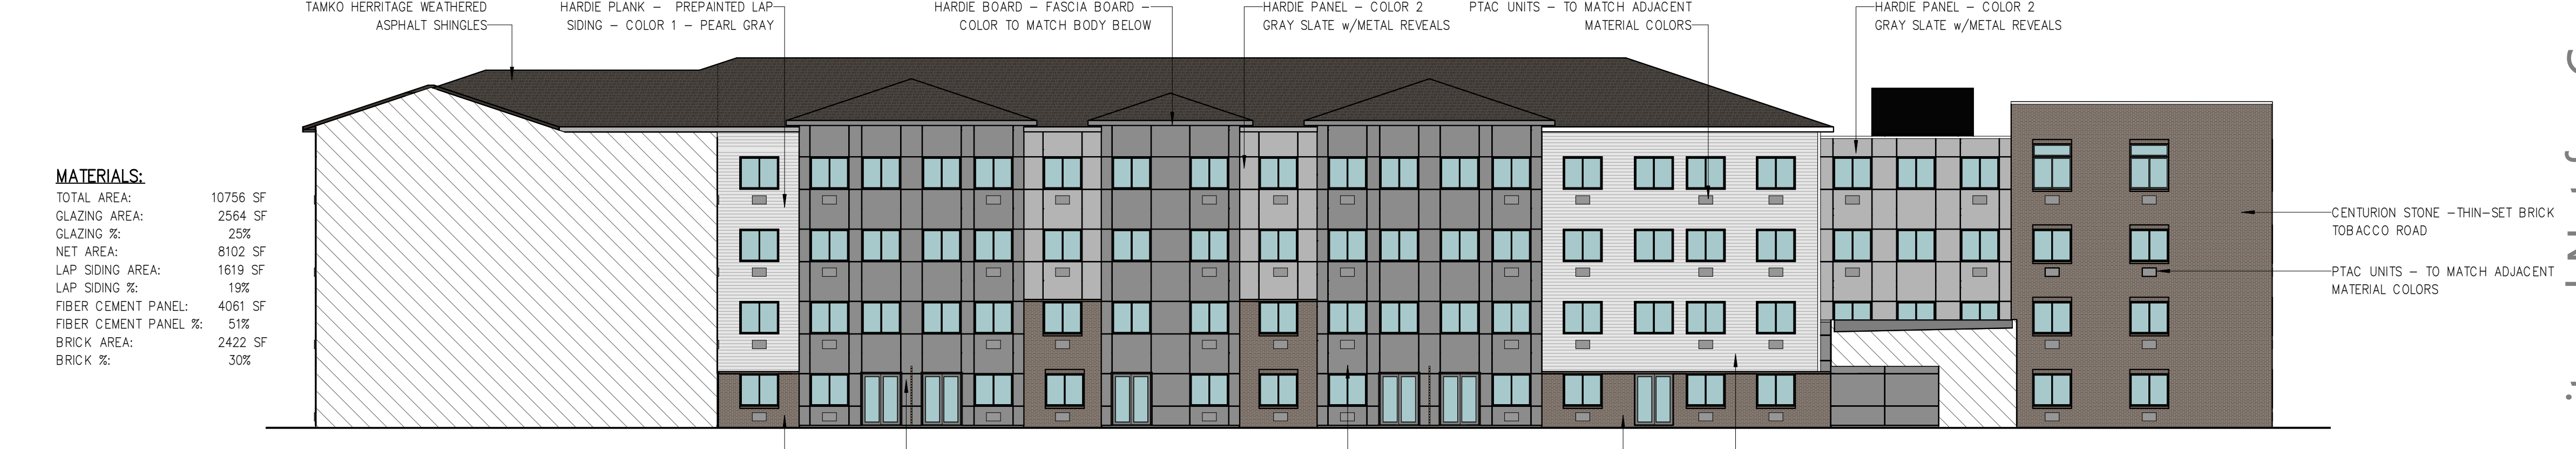 TAMKO HERRITAGE WEATHERED
ASPHALT SHINGLES
HARDIE PLANK – PREPAINTED LAP
SIDING – COLOR 1 – PEARL GRAY
HARDIE BOARD – FASCIA BOARD –
COLOR TO MATCH BODY BELOW
HARDIE PANEL – COLOR 2
GRAY SLATE w/METAL REVEALS
PTAC UNITS – TO MATCH ADJACENT
MATERIAL COLORS
HARDIE PANEL – COLOR 2
GRAY SLATE w/METAL REVEALS
MATERIALS:
TOTAL AREA: 10756 SF
GLAZING AREA: 2564 SF
GLAZING %: 25%
NET AREA: 8102 SF
LAP SIDING AREA: 1619 SF
LAP SIDING %: 19%
FIBER CEMENT PANEL: 4061 SF
FIBER CEMENT PANEL %: 51%
BRICK AREA: 2422 SF
BRICK %: 30%
CENTURION STONE –THIN–SET BRICK
TOBACCO ROAD
PTAC UNITS – TO MATCH ADJACENT
MATERIAL COLORS